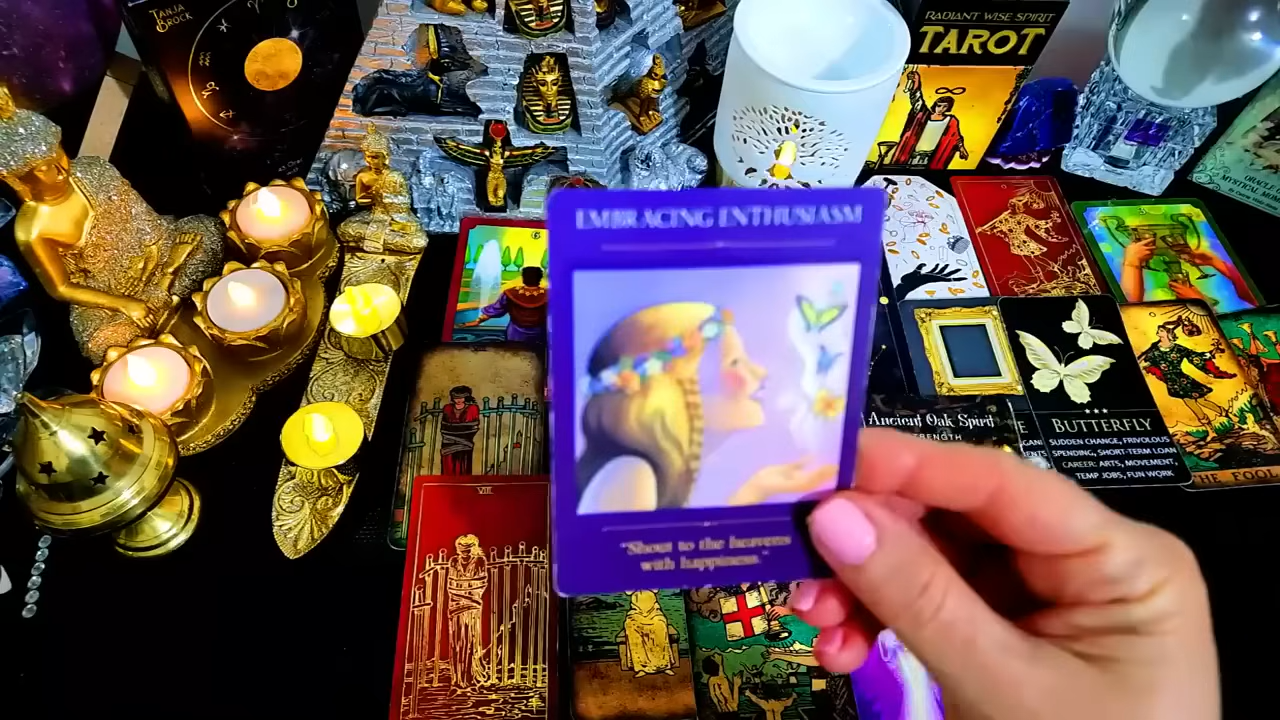 TANJA
BROCK
RADIANT WISE SPIRIT
TAROT
EMBRACING ENTHUSIASM
"Shout to the heavens
with happiness."
VIII
Ancient Oak Spirit
STRENGTH
BUTTERFLY
SUDDEN CHANGE, FRIVOLOUS
SPENDING, SHORT-TERM LOAN
CAREER: ARTS, MOVEMENT,
TEMP JOBS, FUN WORK
THE FOOL
ORACLE